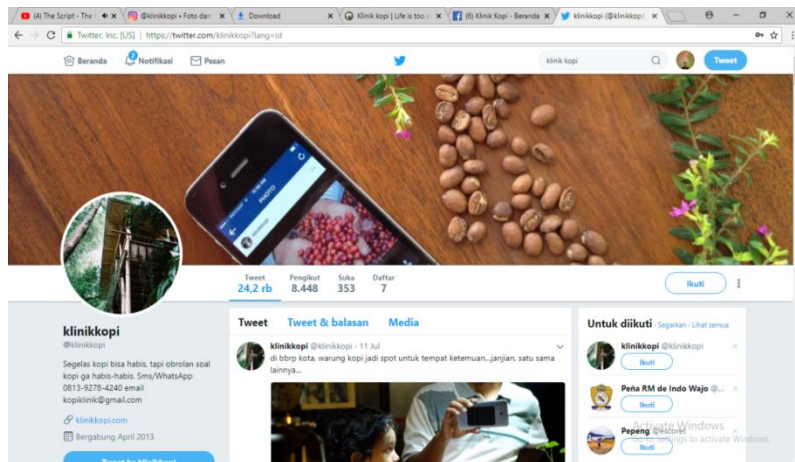 (4) The Script - The
@klinikkopi • Foto dan
Download
Klinik kopi | Life is too
(6) Klinik Kopi - Beranda
klinikkopi (@klinikkopi
Twitter, Inc. [US] | https://twitter.com/klinikkopi?lang=id
Beranda
2
Notifikasi
Pesan
klinik kopi
Tweet
PHOTO
klinikkopi
Tweet Pengikut Suka Daftar
24,2 rb 8.448 353 7
Ikuti
klinikkopi
@klinikkopi
Segelas kopi bisa habis, tapi obrolan soal
kopi ga habis-habis. Sms/WhatsApp
0813-9278-4240 email
kopiklinik@gmail.com
klinikkopi.com
Bergabung April 2013
Tweet ke klinikkopi
Tweet Tweet & balasan Media
klinikkopi @klinikkopi · 11 Jul
di bbrp kota, warung kopi jadi spot untuk tempat ketemuan...janjian, satu sama
lainnya...
Untuk diikuti · Segarkan · Lihat semua
klinikkopi @klinikkopi
Ikuti
Peña RM de Indo Wajo @...
Ikuti
Pepeng @escoret
Ikuti
Activate Windows
Go to Settings to activate Windows.